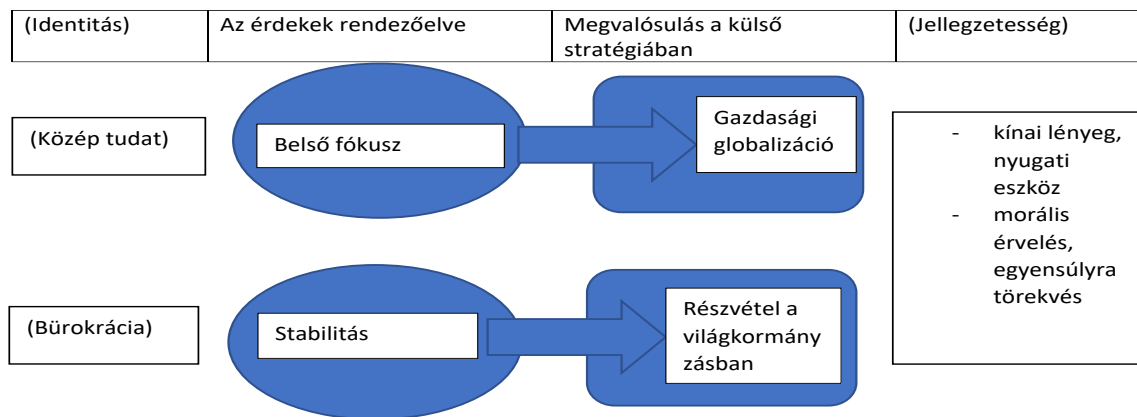 (Identitás)
Az érdekek rendezőelve
Megvalósulás a külső
stratégiában
(Jellegzetesség)
(Közép tudat)
Belső fókusz
Gazdasági
globalizáció
- kínai lényeg,
nyugati
eszköz
- morális
érvelés,
egyensúlyra
törekvés
(Bürokrácia)
Stabilitás
Részvétel a
világkormány
zásban